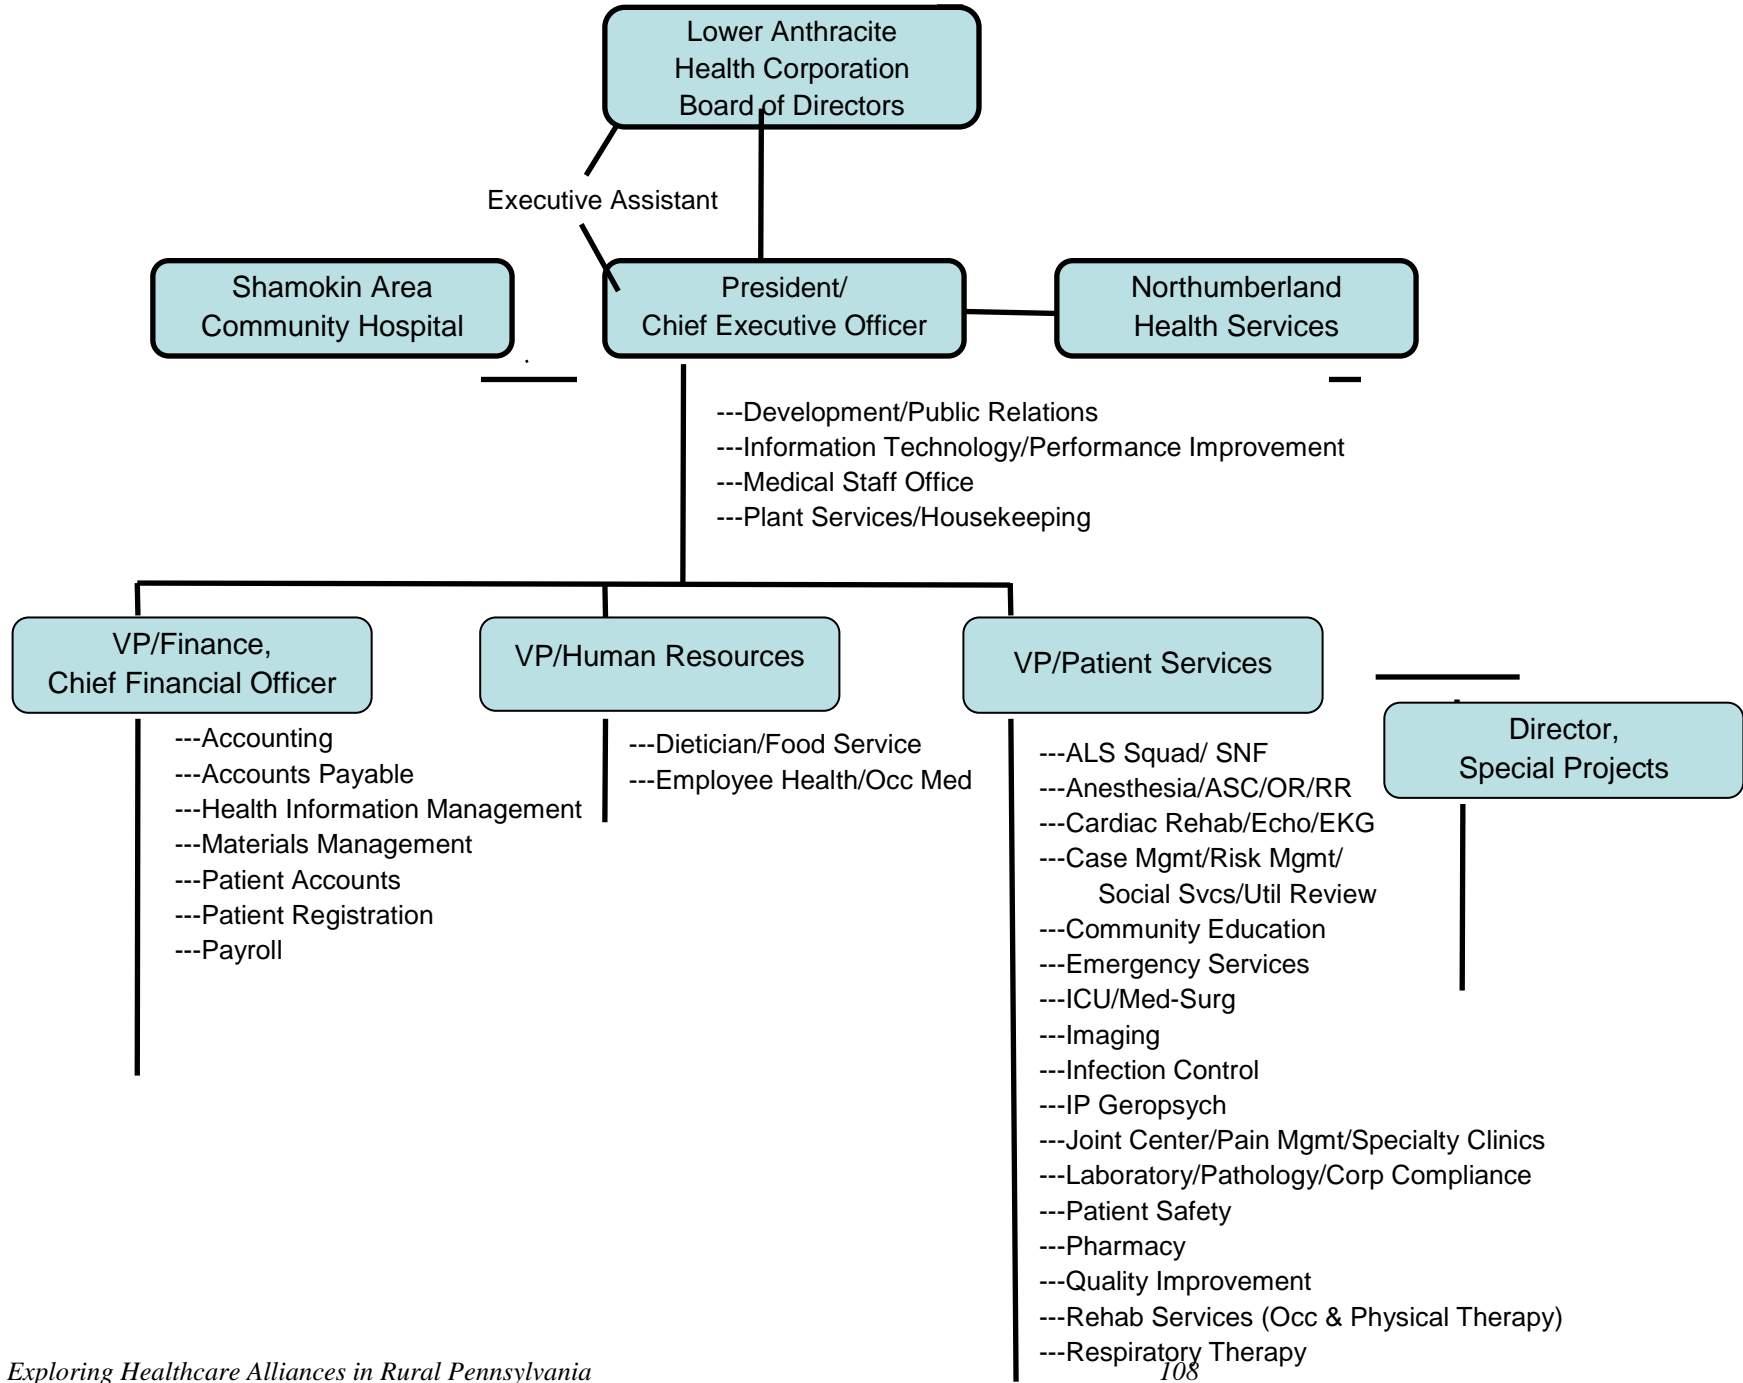 Lower Anthracite
Health Corporation
Board of Directors
Executive Assistant
Shamokin Area
Community Hospital
President/
Chief Executive Officer
Northumberland
Health Services
---Development/Public Relations
---Information Technology/Performance Improvement
---Medical Staff Office
---Plant Services/Housekeeping
VP/Finance,
Chief Financial Officer
---Accounting
---Accounts Payable
---Health Information Management
---Materials Management
---Patient Accounts
---Patient Registration
---Payroll
VP/Human Resources
---Dietician/Food Service
---Employee Health/Occ Med
VP/Patient Services
---ALS Squad/ SNF
---Anesthesia/ASC/OR/RR
---Cardiac Rehab/Echo/EKG
---Case Mgmt/Risk Mgmt/
Social Svcs/Util Review
---Community Education
---Emergency Services
---ICU/Med-Surg
---Imaging
---Infection Control
---IP Geropsych
---Joint Center/Pain Mgmt/Specialty Clinics
---Laboratory/Pathology/Corp Compliance
---Patient Safety
---Pharmacy
---Quality Improvement
---Rehab Services (Occ & Physical Therapy)
---Respiratory Therapy
Director,
Special Projects
Exploring Healthcare Alliances in Rural Pennsylvania
108